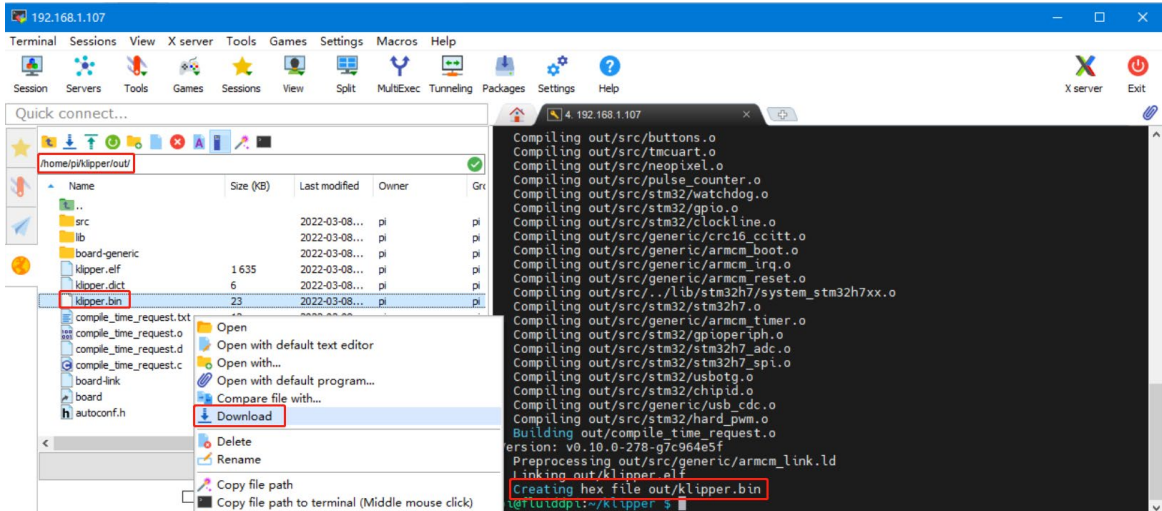 192.168.1.107
Terminal Sessions View X server Tools Games Settings Macros Help
Session Servers Tools Games Sessions View Split MultiExec Tunneling Packages Settings Help X server Exit
Quick connect...
4. 192.168.1.107
/home/pi/klipper/out/
Name Size (KB) Last modified Owner Gro
..
src 2022-03-08... pi pi
lib 2022-03-08... pi pi
board-generic 2022-03-08... pi pi
klipper.elf 1 635 2022-03-08... pi pi
klipper.dict 6 2022-03-08... pi pi
klipper.bin 23 2022-03-08... pi pi
compile_time_request.txt
compile_time_request.o
compile_time_request.d
compile_time_request.c
board-link
board
autoconf.h
Open
Open with default text editor
Open with...
Open with default program...
Compare file with...
Download
Delete
Rename
Copy file path
Copy file path to terminal (Middle mouse click)
Compiling out/src/buttons.o
Compiling out/src/tmcuart.o
Compiling out/src/neopixel.o
Compiling out/src/pulse_counter.o
Compiling out/src/stm32/watchdog.o
Compiling out/src/stm32/gpio.o
Compiling out/src/stm32/clockline.o
Compiling out/src/generic/crc16_ccitt.o
Compiling out/src/generic/armcm_boot.o
Compiling out/src/generic/armcm_irq.o
Compiling out/src/generic/armcm_reset.o
Compiling out/src/../lib/stm32h7/system_stm32h7xx.o
Compiling out/src/stm32/stm32h7.o
Compiling out/src/generic/armcm_timer.o
Compiling out/src/stm32/gpioperiph.o
Compiling out/src/stm32/stm32h7_adc.o
Compiling out/src/stm32/stm32h7_spi.o
Compiling out/src/stm32/usbotg.o
Compiling out/src/stm32/chipid.o
Compiling out/src/generic/usb_cdc.o
Compiling out/src/stm32/hard_pwm.o
Building out/compile_time_request.o
ersion: v0.10.0-278-g7c964e5f
Preprocessing out/src/generic/armcm_link.ld
Linking out/klipper.elf
Creating hex file out/klipper.bin
i@fluiddpi:~/klipper $